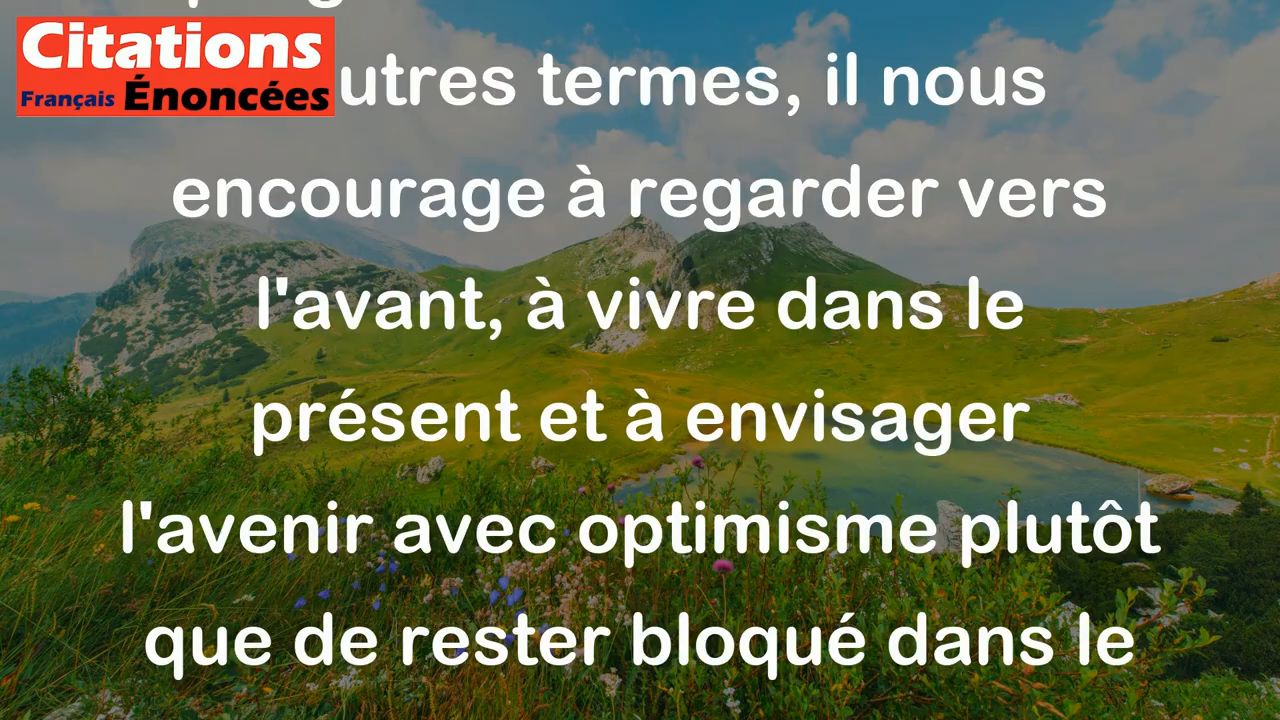 Citations
Français Énoncées
utres termes, il nous
encourage à regarder vers
l'avant, à vivre dans le
présent et à envisager
l'avenir avec optimisme plutôt
que de rester bloqué dans le